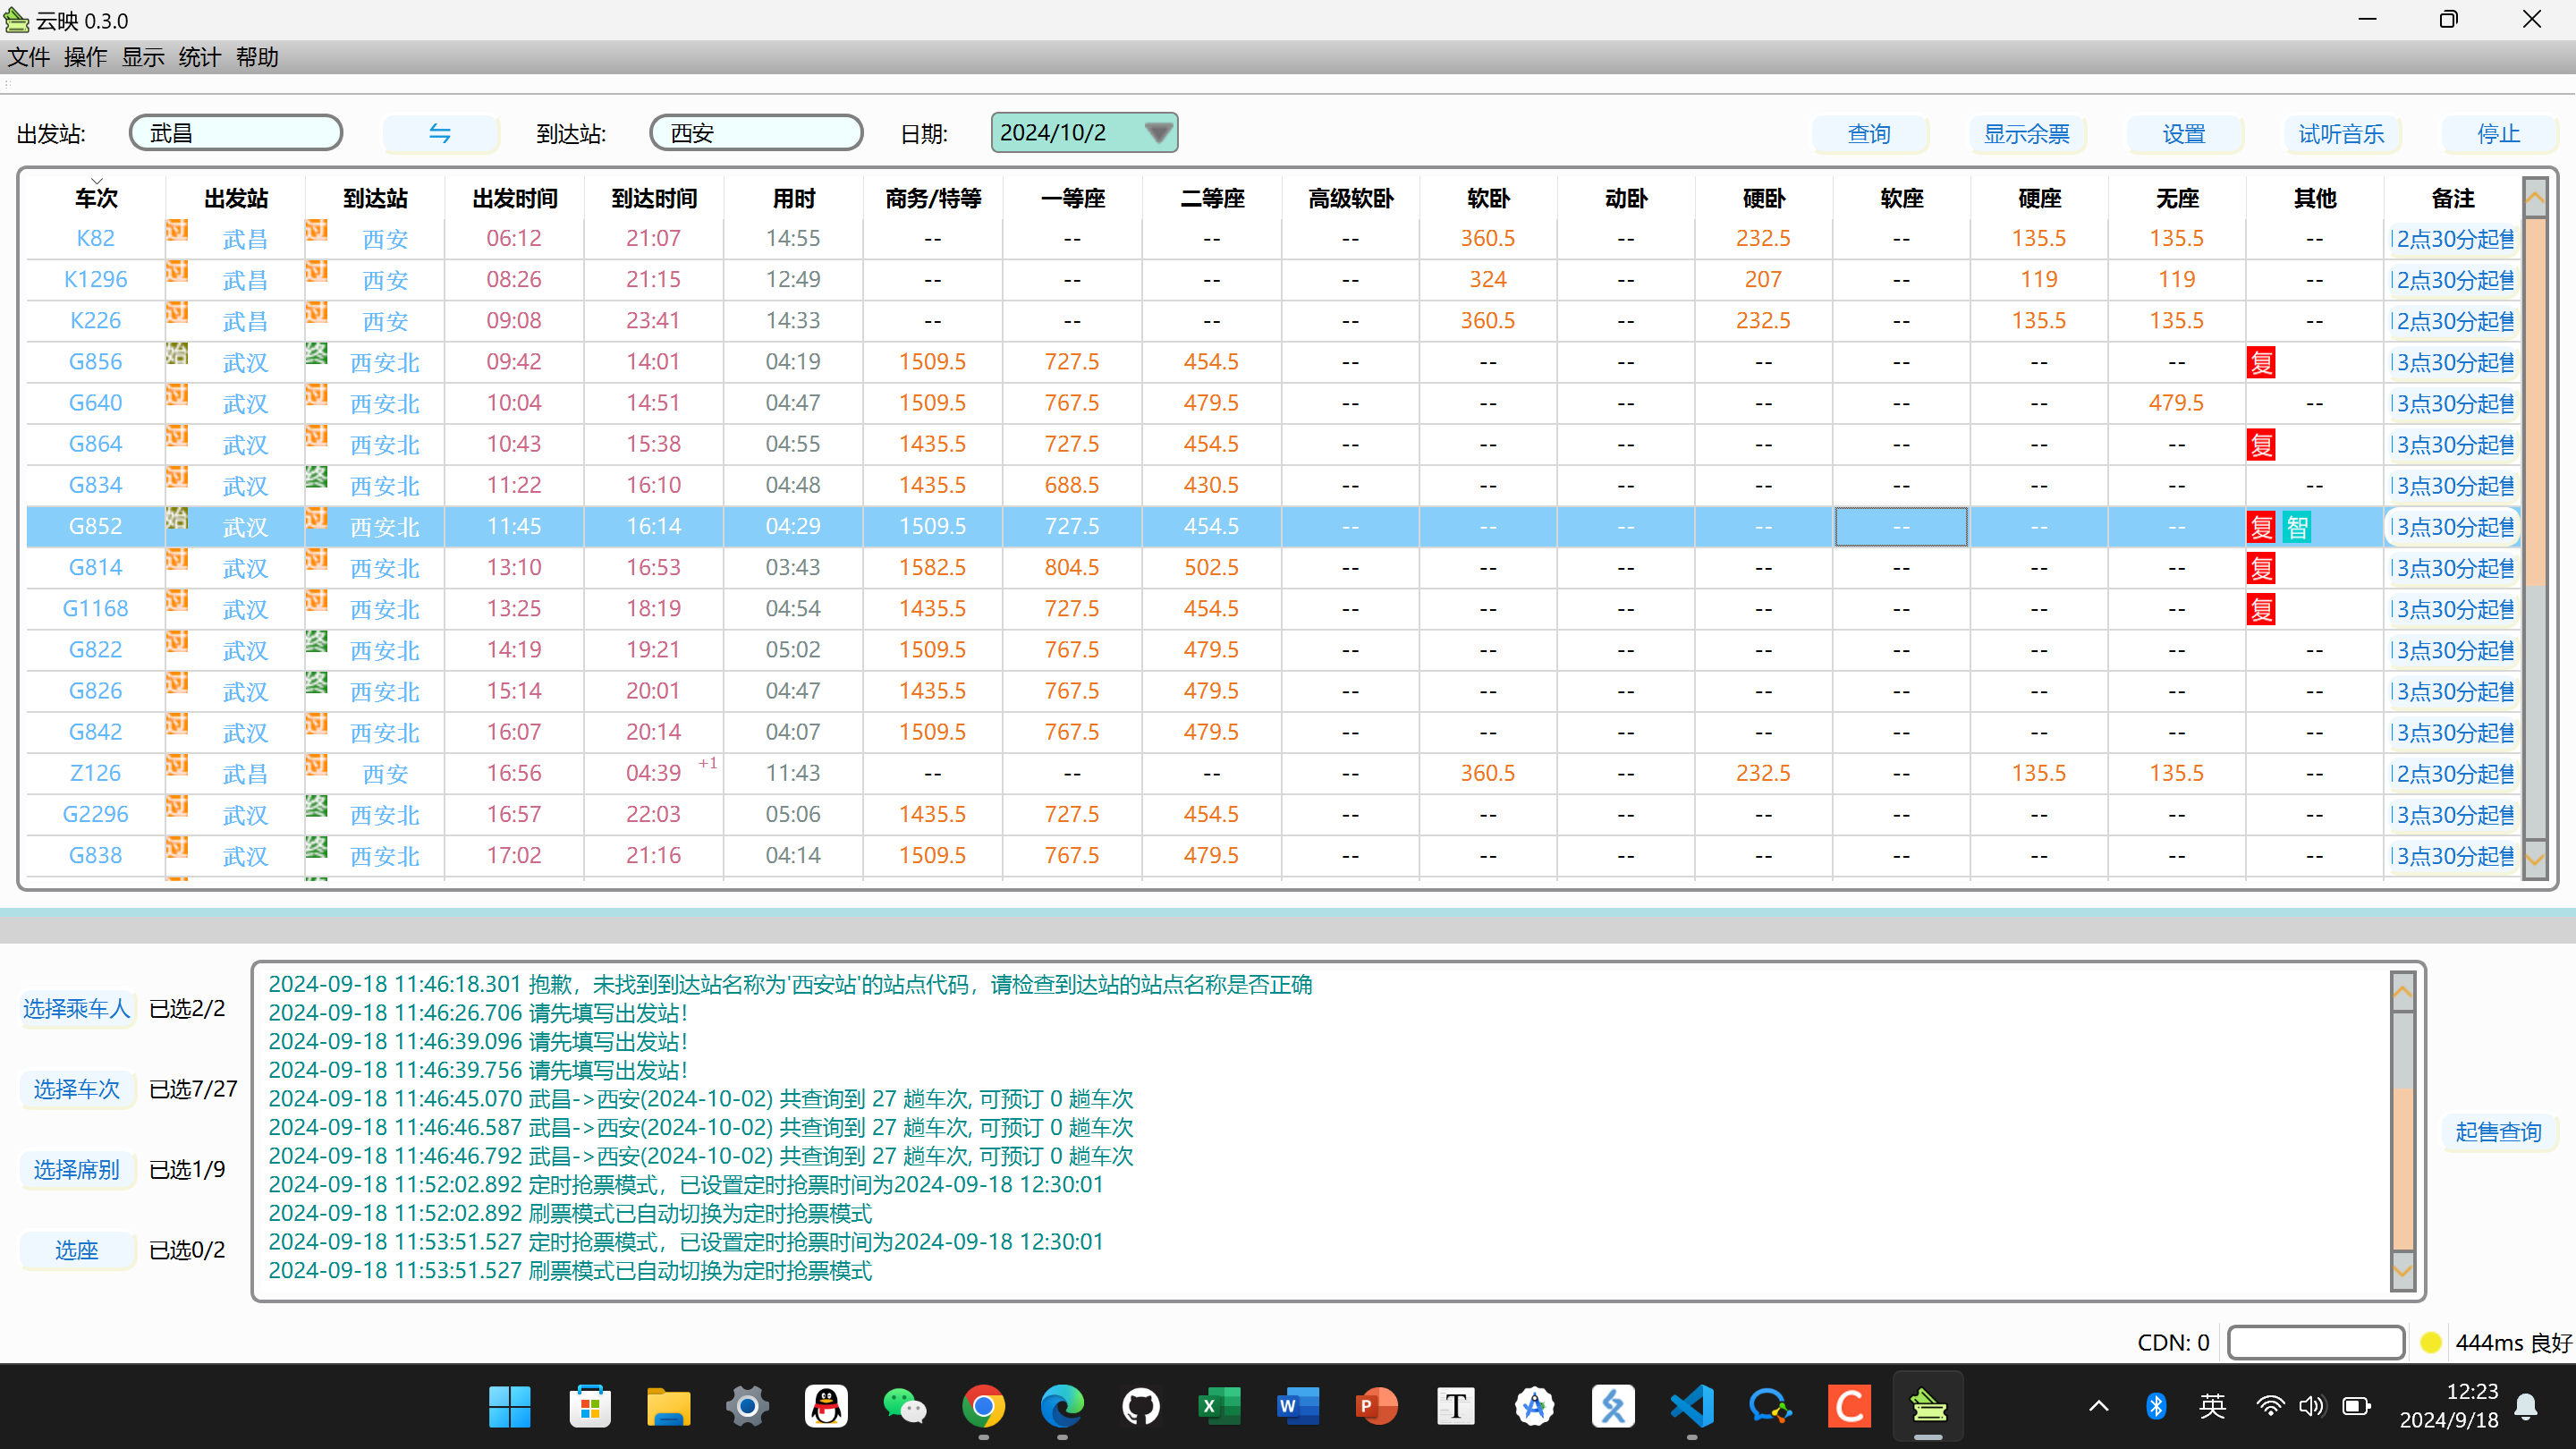 云映 0.3.0
文件 操作 显示 统计 帮助
出发站: 武昌 ⇆ 到达站: 西安 日期: 2024/10/2 查询 显示余票 设置 试听音乐 停止
车次 出发站 到达站 出发时间 到达时间 用时 商务/特等 一等座 二等座 高级软卧 软卧 动卧 硬卧 软座 硬座 无座 其他 备注
K82 过 武昌 过 西安 06:12 21:07 14:55 -- -- -- -- 360.5 -- 232.5 -- 135.5 135.5 -- 2点30分起售
K1296 过 武昌 过 西安 08:26 21:15 12:49 -- -- -- -- 324 -- 207 -- 119 119 -- 2点30分起售
K226 过 武昌 过 西安 09:08 23:41 14:33 -- -- -- -- 360.5 -- 232.5 -- 135.5 135.5 -- 2点30分起售
G856 始 武汉 终 西安北 09:42 14:01 04:19 1509.5 727.5 454.5 -- -- -- -- -- -- -- 复 3点30分起售
G640 过 武汉 过 西安北 10:04 14:51 04:47 1509.5 767.5 479.5 -- -- -- -- -- -- 479.5 -- 3点30分起售
G864 过 武汉 过 西安北 10:43 15:38 04:55 1435.5 727.5 454.5 -- -- -- -- -- -- -- 复 3点30分起售
G834 过 武汉 终 西安北 11:22 16:10 04:48 1435.5 688.5 430.5 -- -- -- -- -- -- -- -- 3点30分起售
G852 始 武汉 过 西安北 11:45 16:14 04:29 1509.5 727.5 454.5 -- -- -- -- -- -- -- 复 智 3点30分起售
G814 过 武汉 过 西安北 13:10 16:53 03:43 1582.5 804.5 502.5 -- -- -- -- -- -- -- 复 3点30分起售
G1168 过 武汉 过 西安北 13:25 18:19 04:54 1435.5 727.5 454.5 -- -- -- -- -- -- -- 复 3点30分起售
G822 过 武汉 终 西安北 14:19 19:21 05:02 1509.5 767.5 479.5 -- -- -- -- -- -- -- -- 3点30分起售
G826 过 武汉 终 西安北 15:14 20:01 04:47 1435.5 767.5 479.5 -- -- -- -- -- -- -- -- 3点30分起售
G842 过 武汉 过 西安北 16:07 20:14 04:07 1509.5 767.5 479.5 -- -- -- -- -- -- -- -- 3点30分起售
Z126 过 武昌 过 西安 16:56 04:39 +1 11:43 -- -- -- -- 360.5 -- 232.5 -- 135.5 135.5 -- 2点30分起售
G2296 过 武汉 终 西安北 16:57 22:03 05:06 1435.5 727.5 454.5 -- -- -- -- -- -- -- -- 3点30分起售
G838 过 武汉 终 西安北 17:02 21:16 04:14 1509.5 767.5 479.5 -- -- -- -- -- -- -- -- 3点30分起售
选择乘车人 已选2/2
选择车次 已选7/27
选择席别 已选1/9
选座 已选0/2
2024-09-18 11:46:18.301 抱歉，未找到到达站名称为'西安站'的站点代码，请检查到达站的站点名称是否正确
2024-09-18 11:46:26.706 请先填写出发站！
2024-09-18 11:46:39.096 请先填写出发站！
2024-09-18 11:46:39.756 请先填写出发站！
2024-09-18 11:46:45.070 武昌->西安(2024-10-02) 共查询到 27 趟车次, 可预订 0 趟车次
2024-09-18 11:46:46.587 武昌->西安(2024-10-02) 共查询到 27 趟车次, 可预订 0 趟车次
2024-09-18 11:46:46.792 武昌->西安(2024-10-02) 共查询到 27 趟车次, 可预订 0 趟车次
2024-09-18 11:52:02.892 定时抢票模式，已设置定时抢票时间为2024-09-18 12:30:01
2024-09-18 11:52:02.892 刷票模式已自动切换为定时抢票模式
2024-09-18 11:53:51.527 定时抢票模式，已设置定时抢票时间为2024-09-18 12:30:01
2024-09-18 11:53:51.527 刷票模式已自动切换为定时抢票模式
起售查询
CDN: 0 444ms 良好
英 12:23
2024/9/18